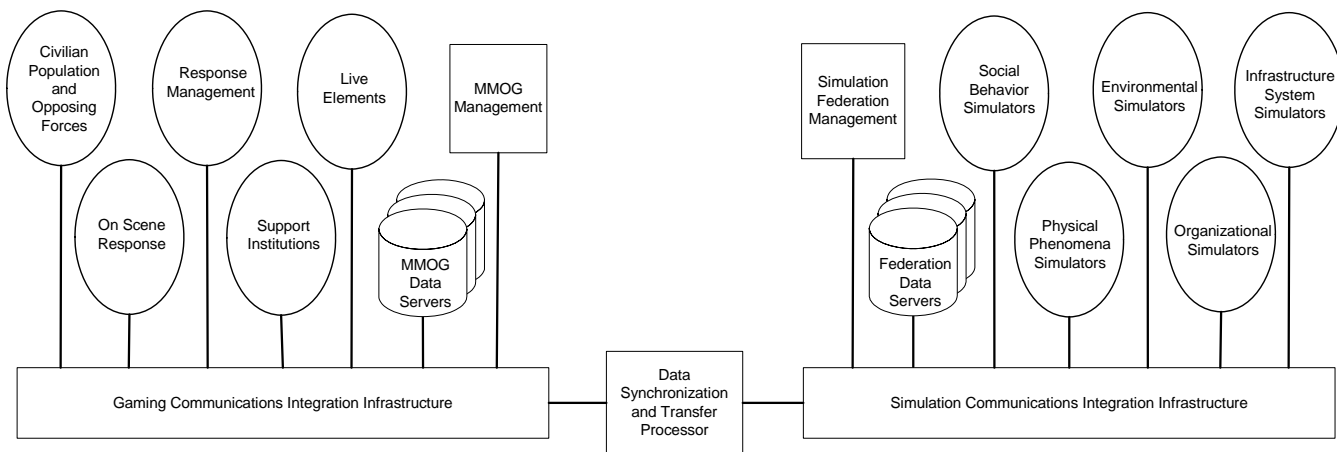 Civilian
Population
and
Opposing
Forces
Response
Management
Live
Elements
MMOG
Management
On Scene
Response
Support
Institutions
MMOG
Data
Servers
Gaming Communications Integration Infrastructure
Data
Synchronization
and Transfer
Processor
Simulation
Federation
Management
Social
Behavior
Simulators
Environmental
Simulators
Infrastructure
System
Simulators
Federation
Data
Servers
Physical
Phenomena
Simulators
Organizational
Simulators
Simulation Communications Integration Infrastructure